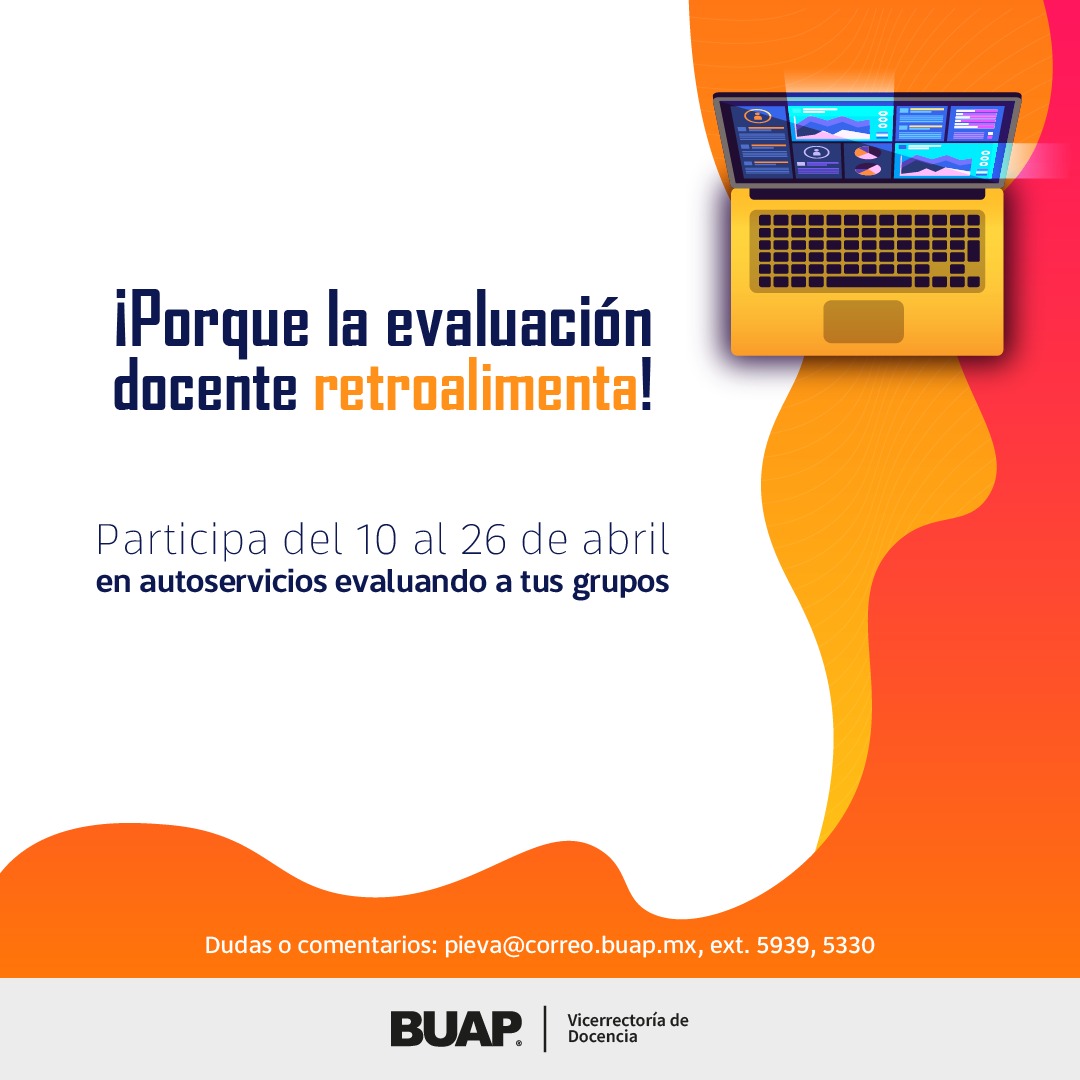 ¡Porque la evaluación
docente retroalimenta!
Participa del 10 al 26 de abril
en autoservicios evaluando a tus grupos
Dudas o comentarios: pieva@correo.buap.mx, ext. 5939, 5330
BUAP®
Vicerrectoría de
Docencia